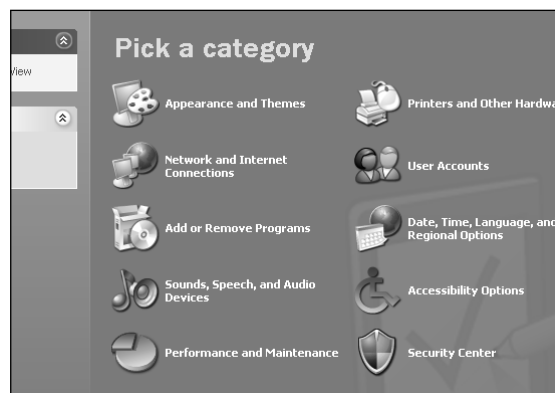 View
Pick a category
Appearance and Themes
Printers and Other Hardwa
Network and Internet
Connections
User Accounts
Add or Remove Programs
Date, Time, Language, and
Regional Options
Sounds, Speech, and Audio
Devices
Accessibility Options
Performance and Maintenance
Security Center